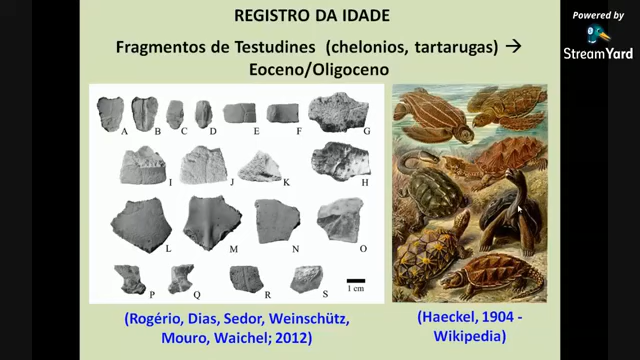 REGISTRO DA IDADE
Powered by
StreamYard
Fragmentos de Testudines (chelonios, tartarugas) →
Eoceno/Oligoceno
A B C D E F G
I J K H
L M N O
P Q R S
1 cm
(Rogério, Dias, Sedor, Weinschütz,
Mouro, Waichel; 2012)
(Haeckel, 1904 -
Wikipedia)